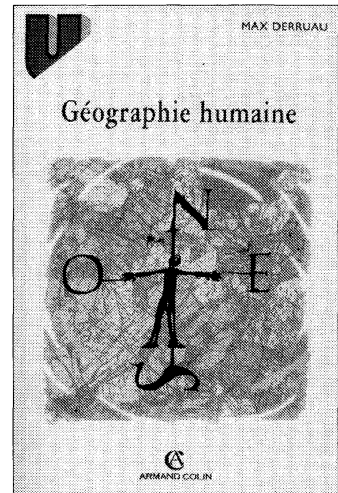 MAX DERRUAU
Géographie humaine
N
O E
S
ARMAND COLIN